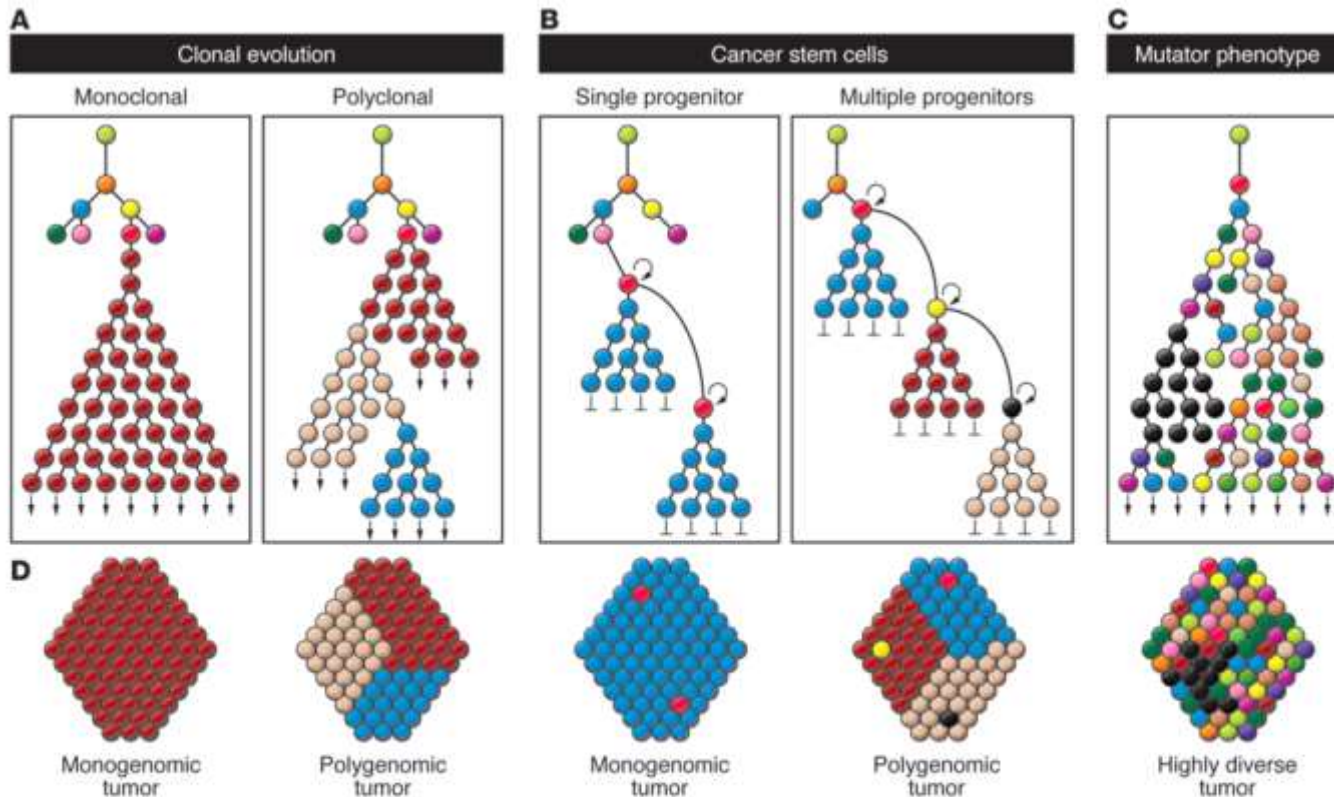 A
B
C
Clonal evolution
Cancer stem cells
Mutator phenotype
Monoclonal
Polyclonal
Single progenitor
Multiple progenitors
D
Monogenomic
tumor
Polygenomic
tumor
Monogenomic
tumor
Polygenomic
tumor
Highly diverse
tumor